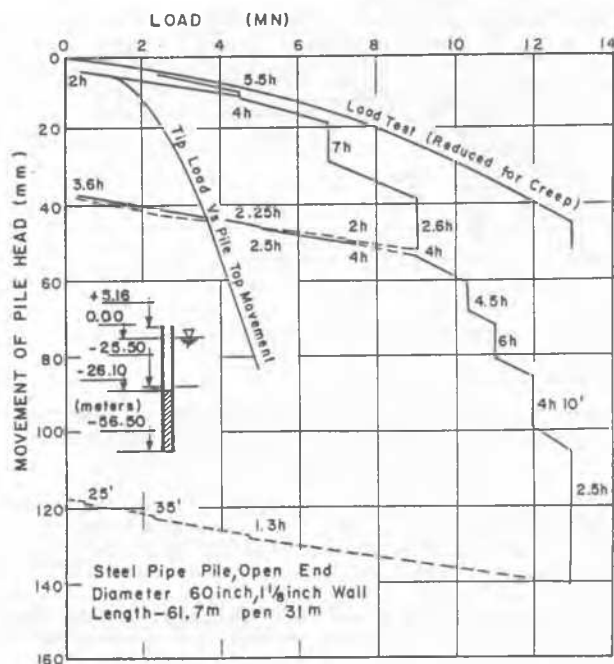 LOAD (MN)
0 2 4 6 8 10 12 14
MOVEMENT OF PILE HEAD (mm)
0
20
40
60
80
100
120
140
160
2h
5.5h
4h
7h
Load Test (Reduced for Creep)
Tip Load Vs Pile Top Movement
3.6h
2.25h
2.5h
2h
4h
2.6h
4h
4.5h
6h
4h 10'
2.5h
+5.16
0.00
-25.50
-26.10
(meters)
-56.50
25'
35'
1.3h
Steel Pipe Pile, Open End
Diameter 60 inch, 1 1/8 inch Wall
Length-61.7m pen 31m